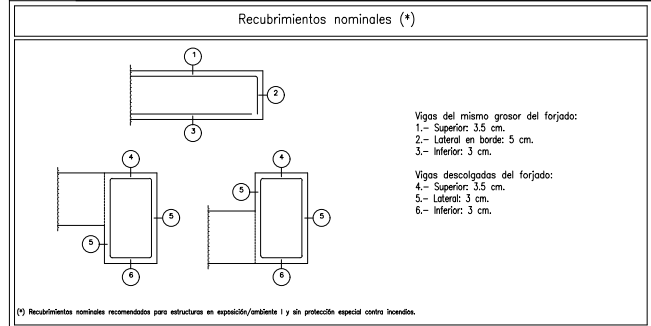 Recubrimientos nominales (*)
1
2
3
Vigas del mismo grosor del forjado:
1.- Superior: 3.5 cm.
2.- Lateral en borde: 5 cm.
3.- Inferior: 3 cm.
Vigas descolgadas del forjado:
4.- Superior: 3.5 cm.
5.- Lateral: 3 cm.
6.- Inferior: 3 cm.
4
5
5
6
4
5
5
6
(*) Recubrimientos nominales recomendados para estructuras en exposición/ambiente I y sin protección especial contra incendios.